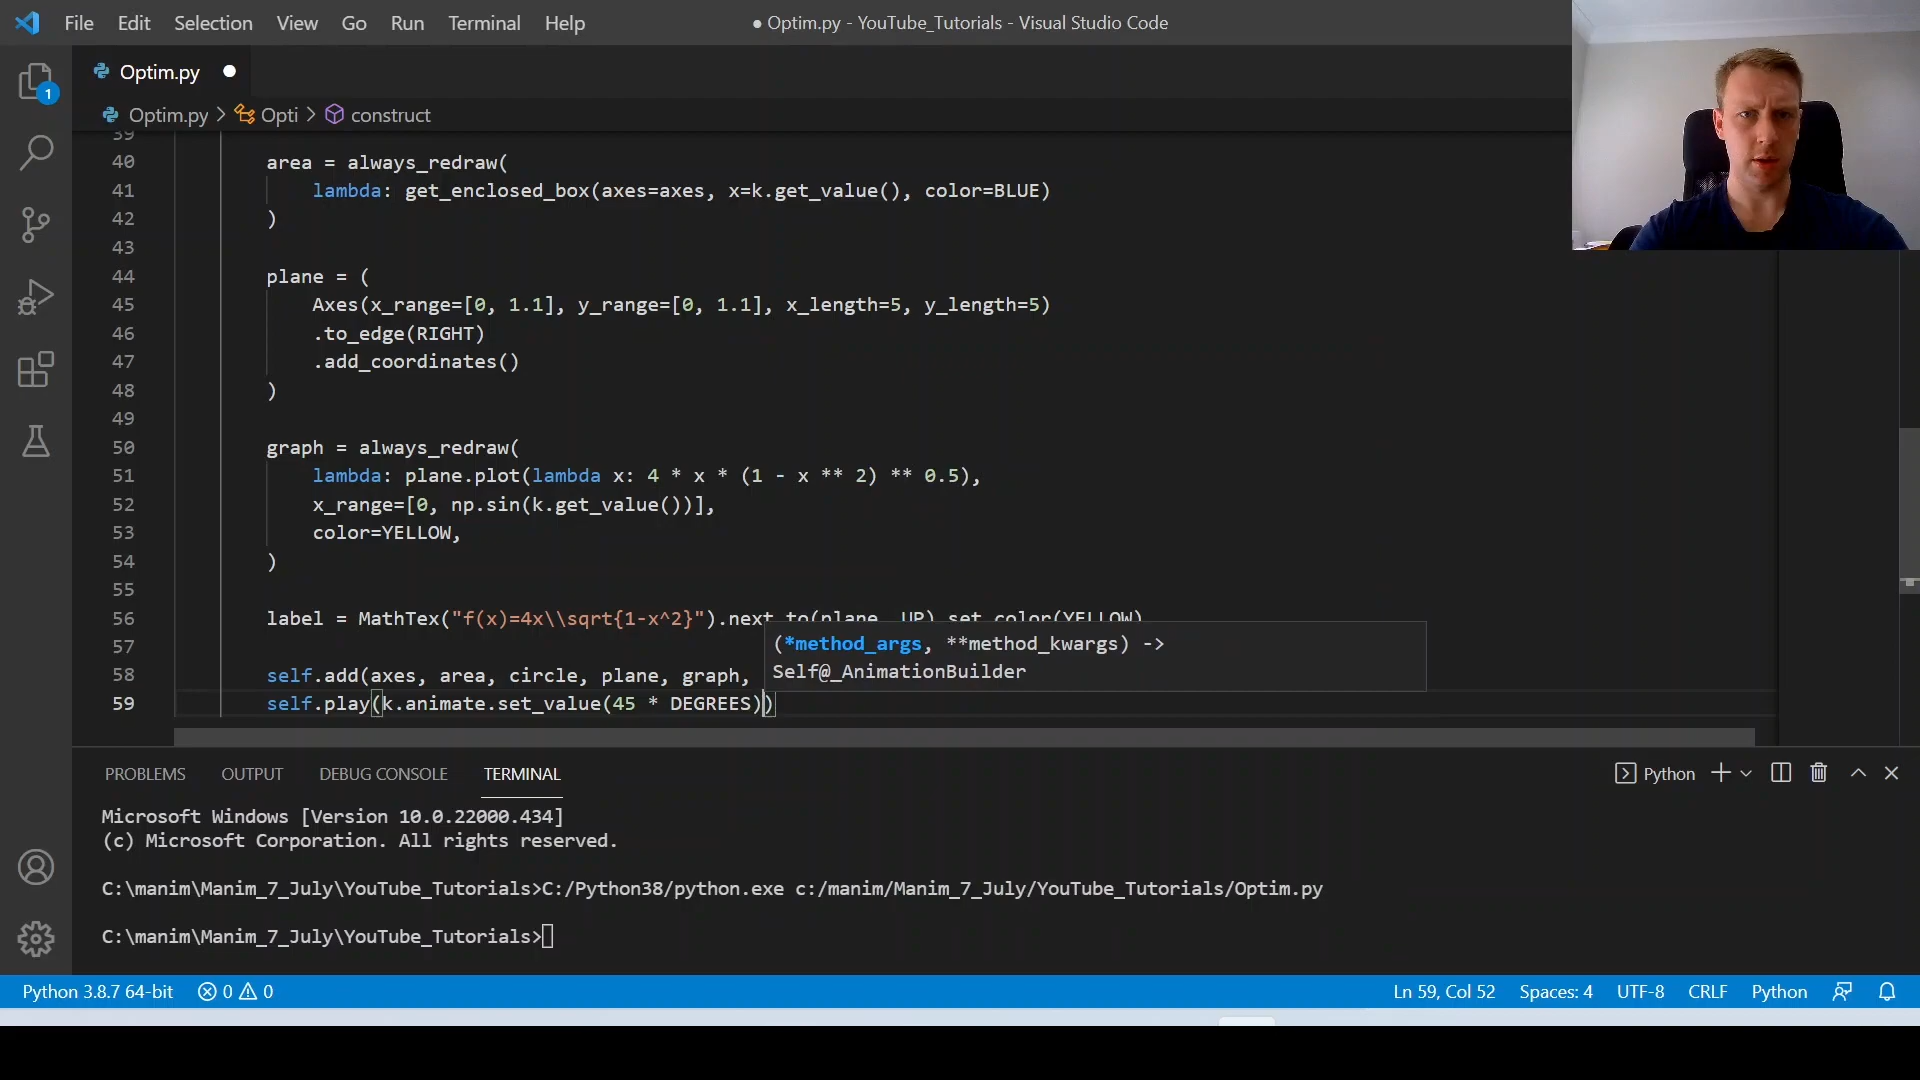 File Edit Selection View Go Run Terminal Help
● Optim.py - YouTube_Tutorials - Visual Studio Code
1
Optim.py ●
Optim.py > Opti > construct
39
40 area = always_redraw(
41 lambda: get_enclosed_box(axes=axes, x=k.get_value(), color=BLUE)
42 )
43
44 plane = (
45 Axes(x_range=[0, 1.1], y_range=[0, 1.1], x_length=5, y_length=5)
46 .to_edge(RIGHT)
47 .add_coordinates()
48 )
49
50 graph = always_redraw(
51 lambda: plane.plot(lambda x: 4 * x * (1 - x ** 2) ** 0.5),
52 x_range=[0, np.sin(k.get_value())],
53 color=YELLOW,
54 )
55
56 label = MathTex("f(x)=4x\\sqrt{1-x^2}").next_to(plane, UP).set_color(YELLOW)
57
(*method_args, **method_kwargs) ->
Self@_AnimationBuilder
58 self.add(axes, area, circle, plane, graph,
59 self.play(k.animate.set_value(45 * DEGREES))
PROBLEMS OUTPUT DEBUG CONSOLE TERMINAL
Python
Microsoft Windows [Version 10.0.22000.434]
(c) Microsoft Corporation. All rights reserved.
C:\manim\Manim_7_July\YouTube_Tutorials>C:/Python38/python.exe c:/manim/Manim_7_July/YouTube_Tutorials/Optim.py
C:\manim\Manim_7_July\YouTube_Tutorials>
Python 3.8.7 64-bit 0 0
Ln 59, Col 52 Spaces: 4 UTF-8 CRLF Python